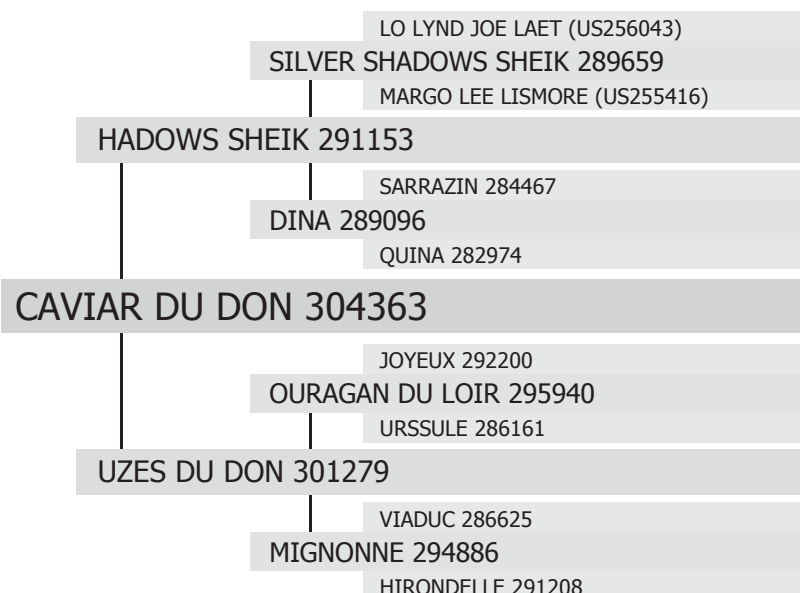 LO LYND JOE LAET (US256043)
SILVER SHADOWS SHEIK 289659
MARGO LEE LISMORE (US255416)
HADOWS SHEIK 291153
SARRAZIN 284467
DINA 289096
QUINA 282974
CAVIAR DU DON 304363
JOYEUX 292200
OURAGAN DU LOIR 295940
URSSULE 286161
UZES DU DON 301279
VIADUC 286625
MIGNONNE 294886
HIRONDELLE 291208